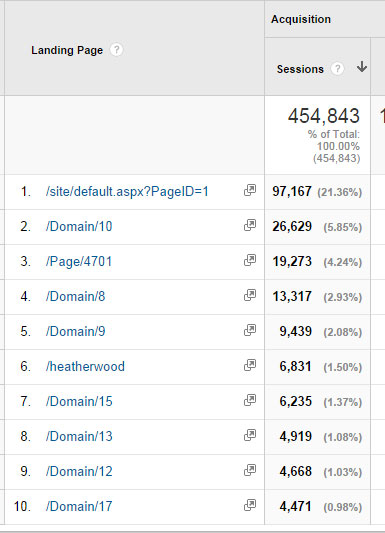 Acquisition
Landing Page ?
Sessions ?
454,843
% of Total:
100.00%
(454,843)
1. /site/default.aspx?PageID=1 97,167 (21.36%)
2. /Domain/10 26,629 (5.85%)
3. /Page/4701 19,273 (4.24%)
4. /Domain/8 13,317 (2.93%)
5. /Domain/9 9,439 (2.08%)
6. /heatherwood 6,831 (1.50%)
7. /Domain/15 6,235 (1.37%)
8. /Domain/13 4,919 (1.08%)
9. /Domain/12 4,668 (1.03%)
10. /Domain/17 4,471 (0.98%)